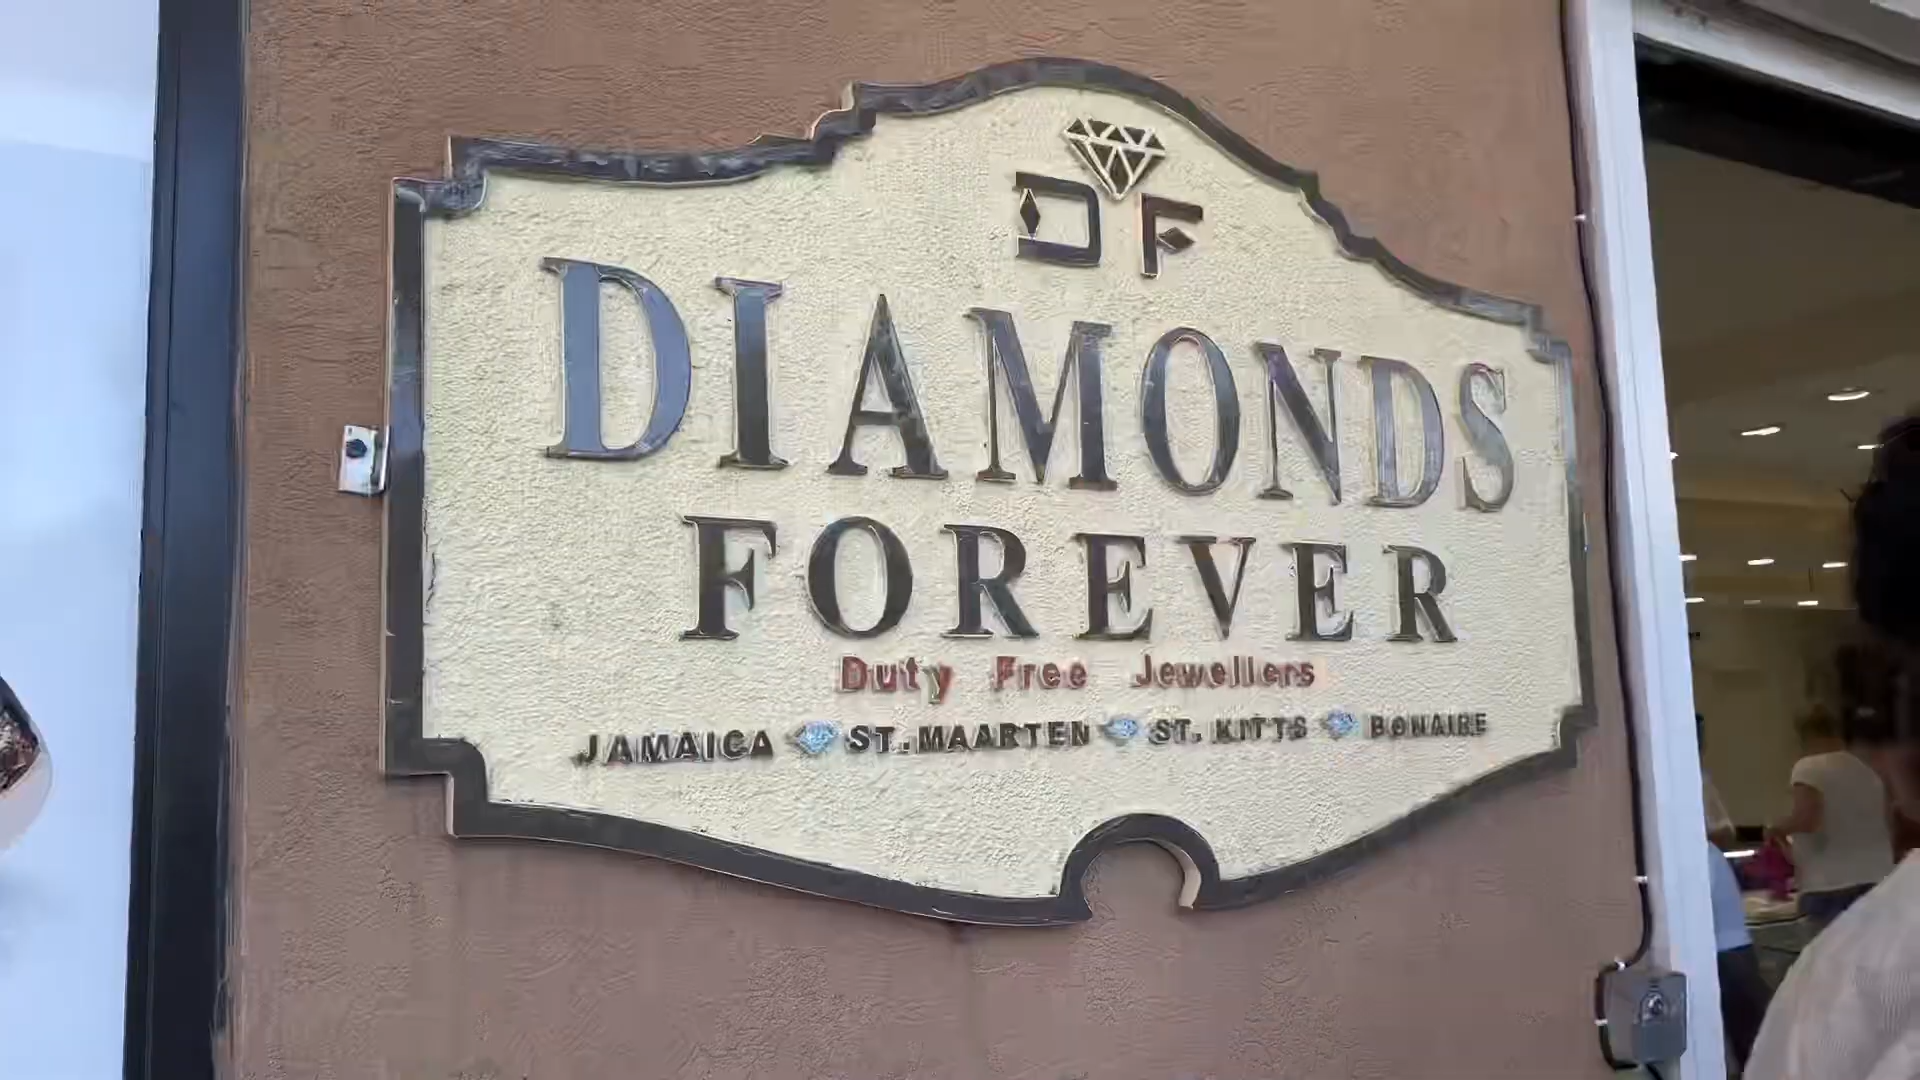 DF
DIAMONDS
FOREVER
Duty Free Jewellers
JAMAICA ST.MAARTEN ST. KITTS BONAIRE